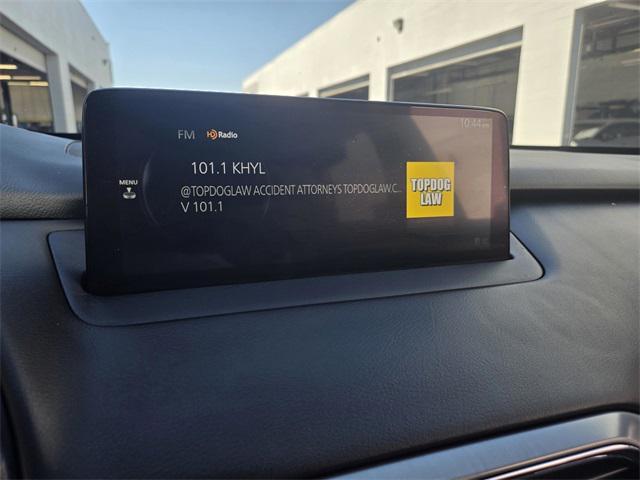 FM HD Radio 10:44
101.1 KHYL
MENU
@TOPDOGLAW ACCIDENT ATTORNEYS TOPDOGLAW.C...
V 101.1
TOPDOG
LAW